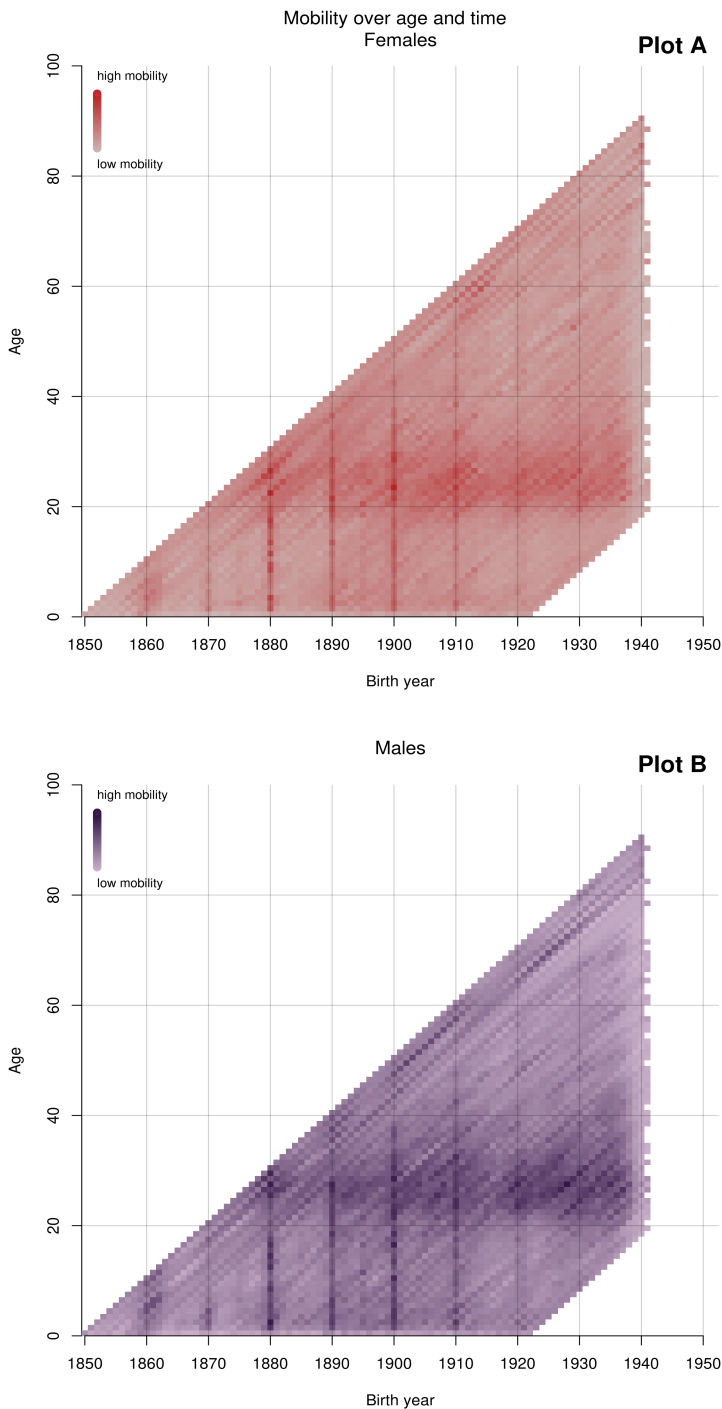 Mobility over age and time
Females
Plot A
high mobility
low mobility
100
80
60
40
20
0
Age
1850 1860 1870 1880 1890 1900 1910 1920 1930 1940 1950
Birth year
Males
Plot B
high mobility
low mobility
100
80
60
40
20
0
Age
1850 1860 1870 1880 1890 1900 1910 1920 1930 1940 1950
Birth year